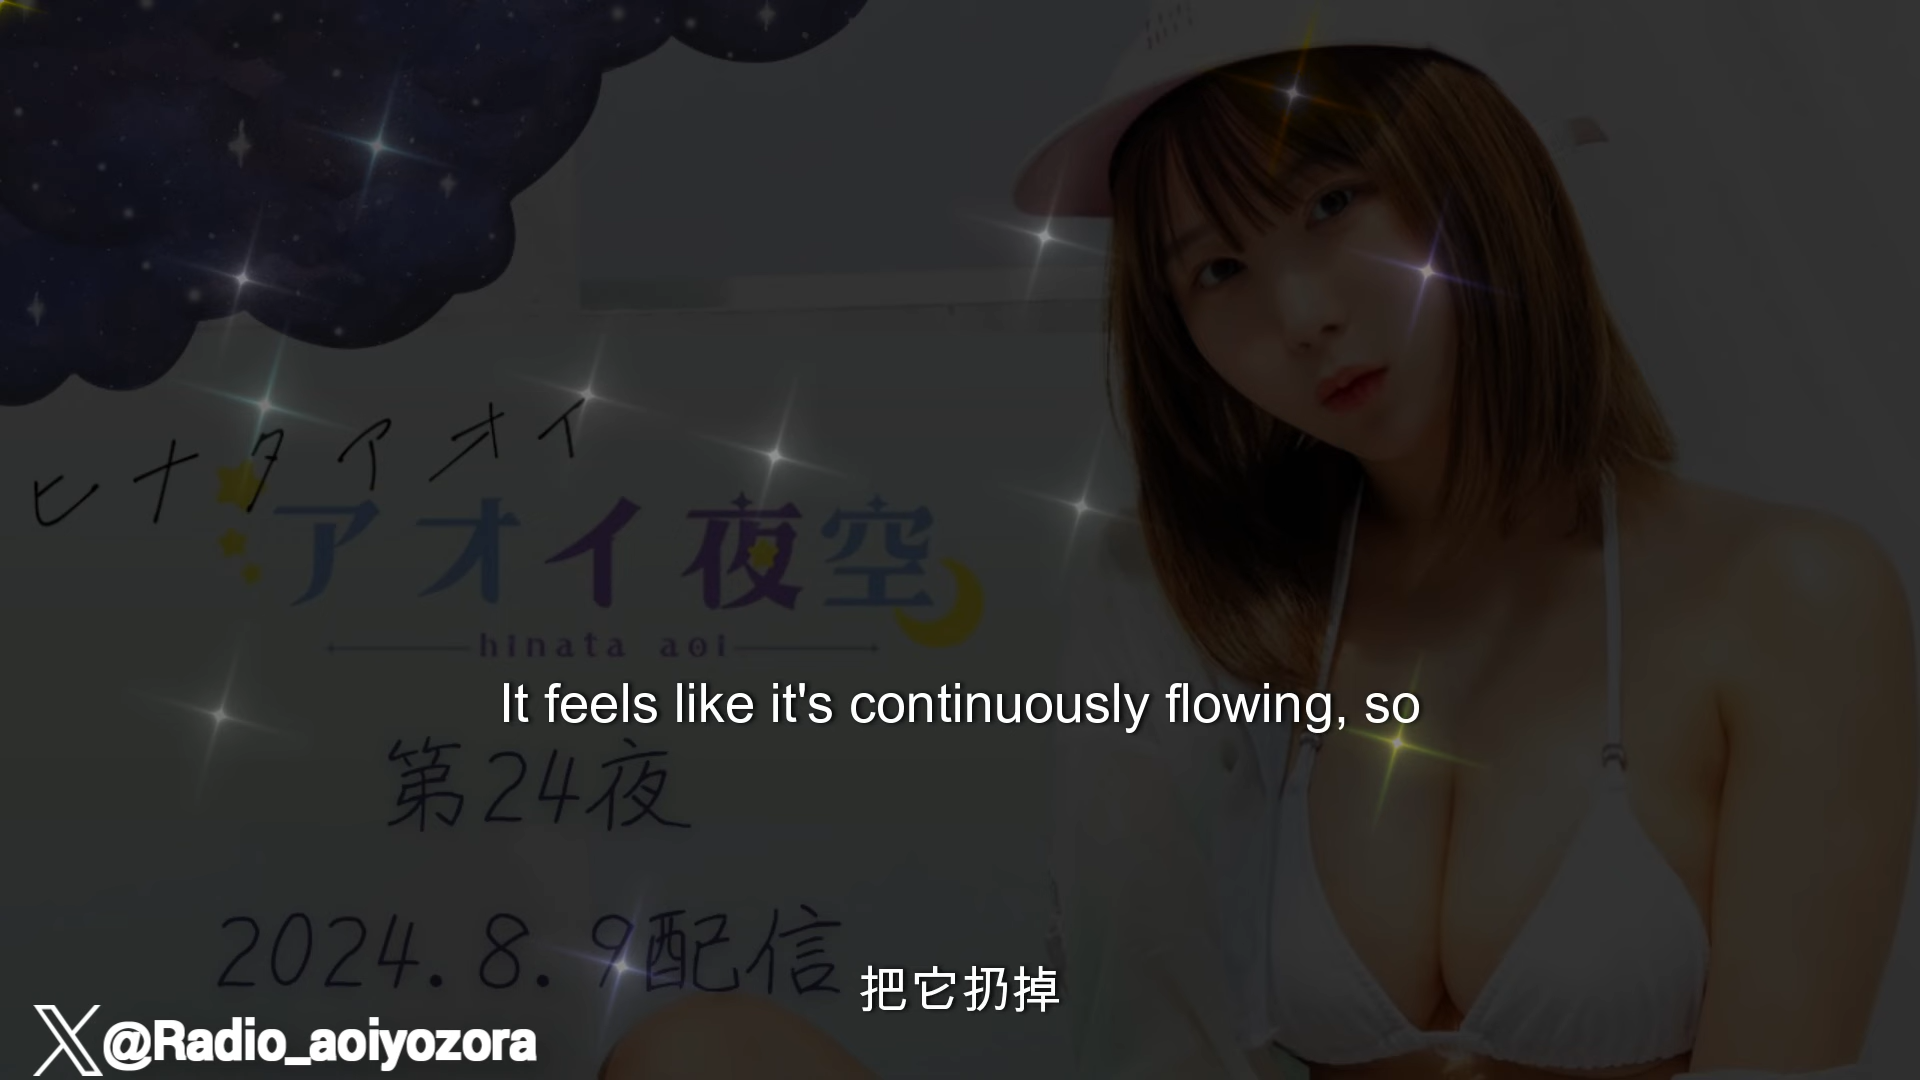 ヒナタアオイ
アオイ夜空
hinata aoi
It feels like it's continuously flowing, so
第24夜
2024.8.9配信
把它扔掉
@Radio_aoiyozora